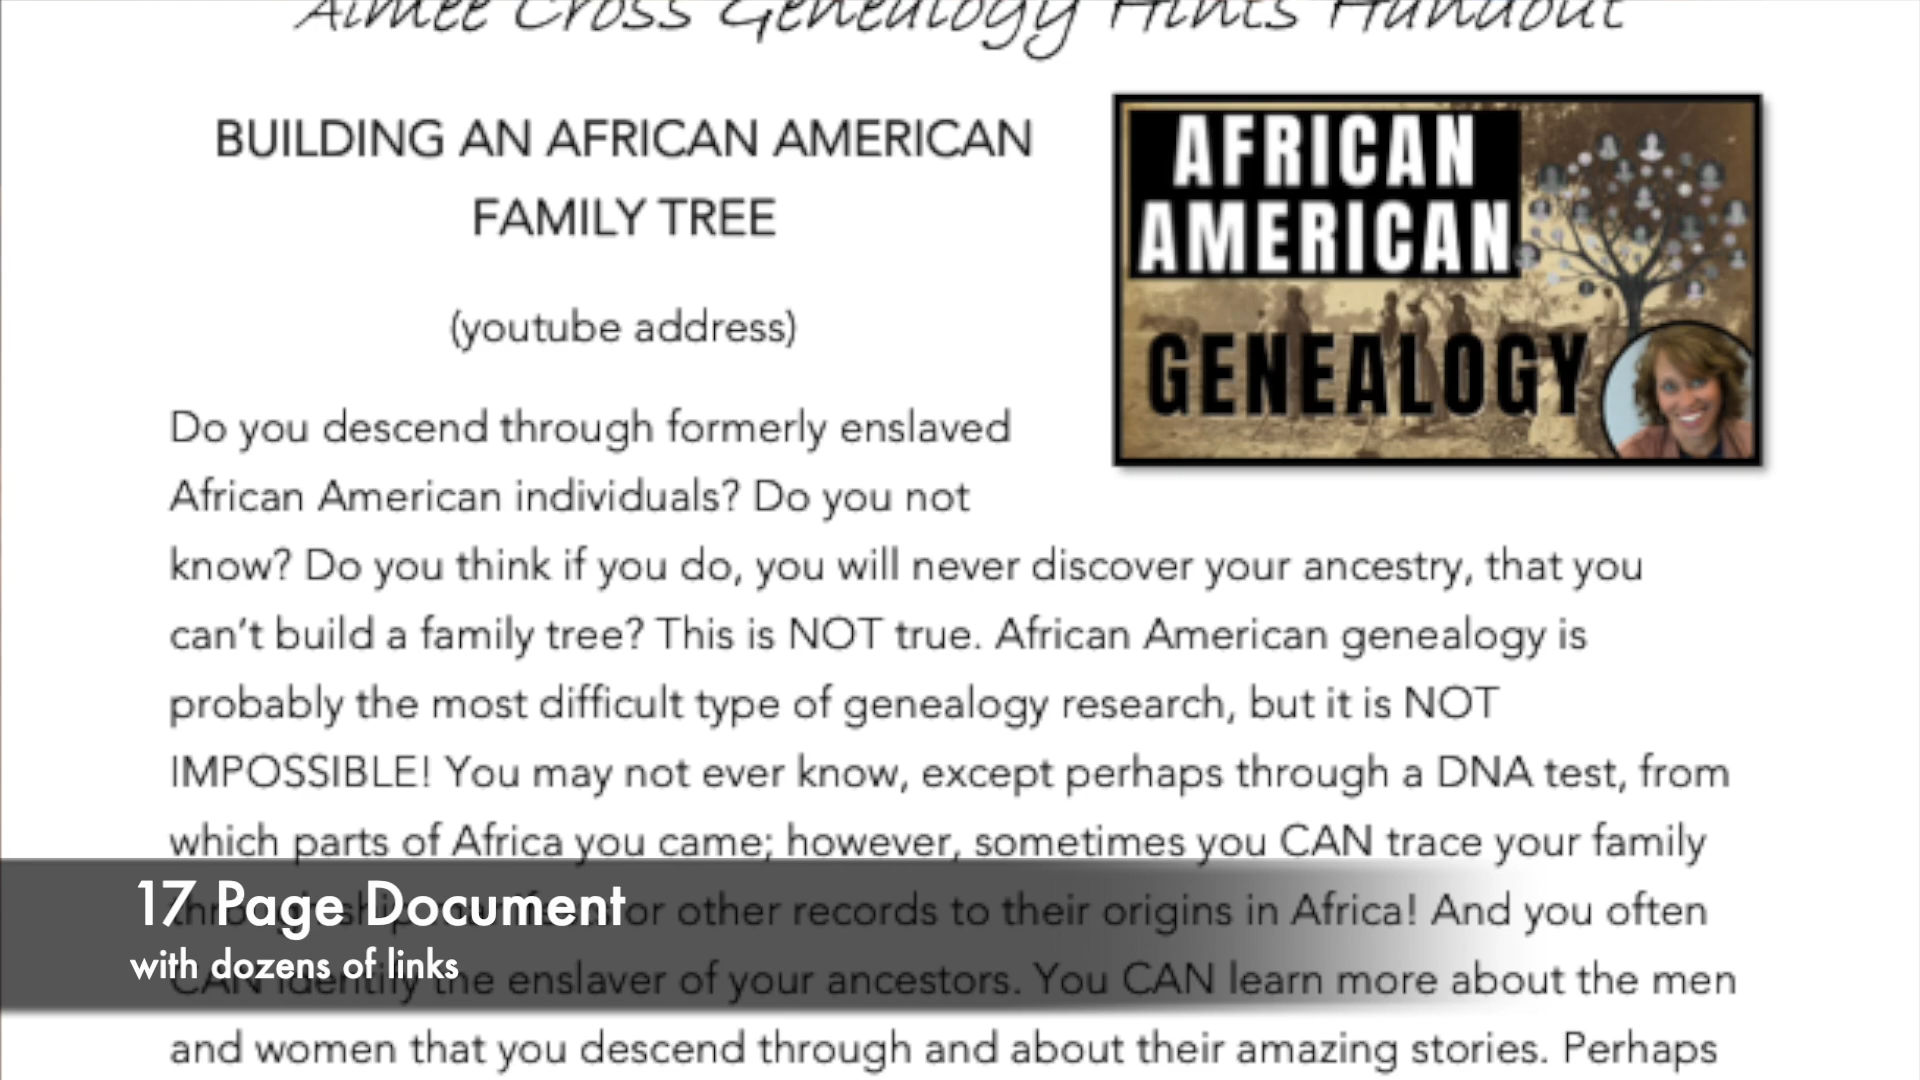 Aimee Cross Genealogy Hints Handout
BUILDING AN AFRICAN AMERICAN
FAMILY TREE
(youtube address)
AFRICAN
AMERICAN
GENEALOGY
Do you descend through formerly enslaved
African American individuals? Do you not
know? Do you think if you do, you will never discover your ancestry, that you
can't build a family tree? This is NOT true. African American genealogy is
probably the most difficult type of genealogy research, but it is NOT
IMPOSSIBLE! You may not ever know, except perhaps through a DNA test, from
which parts of Africa you came; however, sometimes you CAN trace your family
or other records to their origins in Africa! And you often
CAN identify the enslaver of your ancestors. You CAN learn more about the men
and women that you descend through and about their amazing stories. Perhaps
17 Page Document
with dozens of links